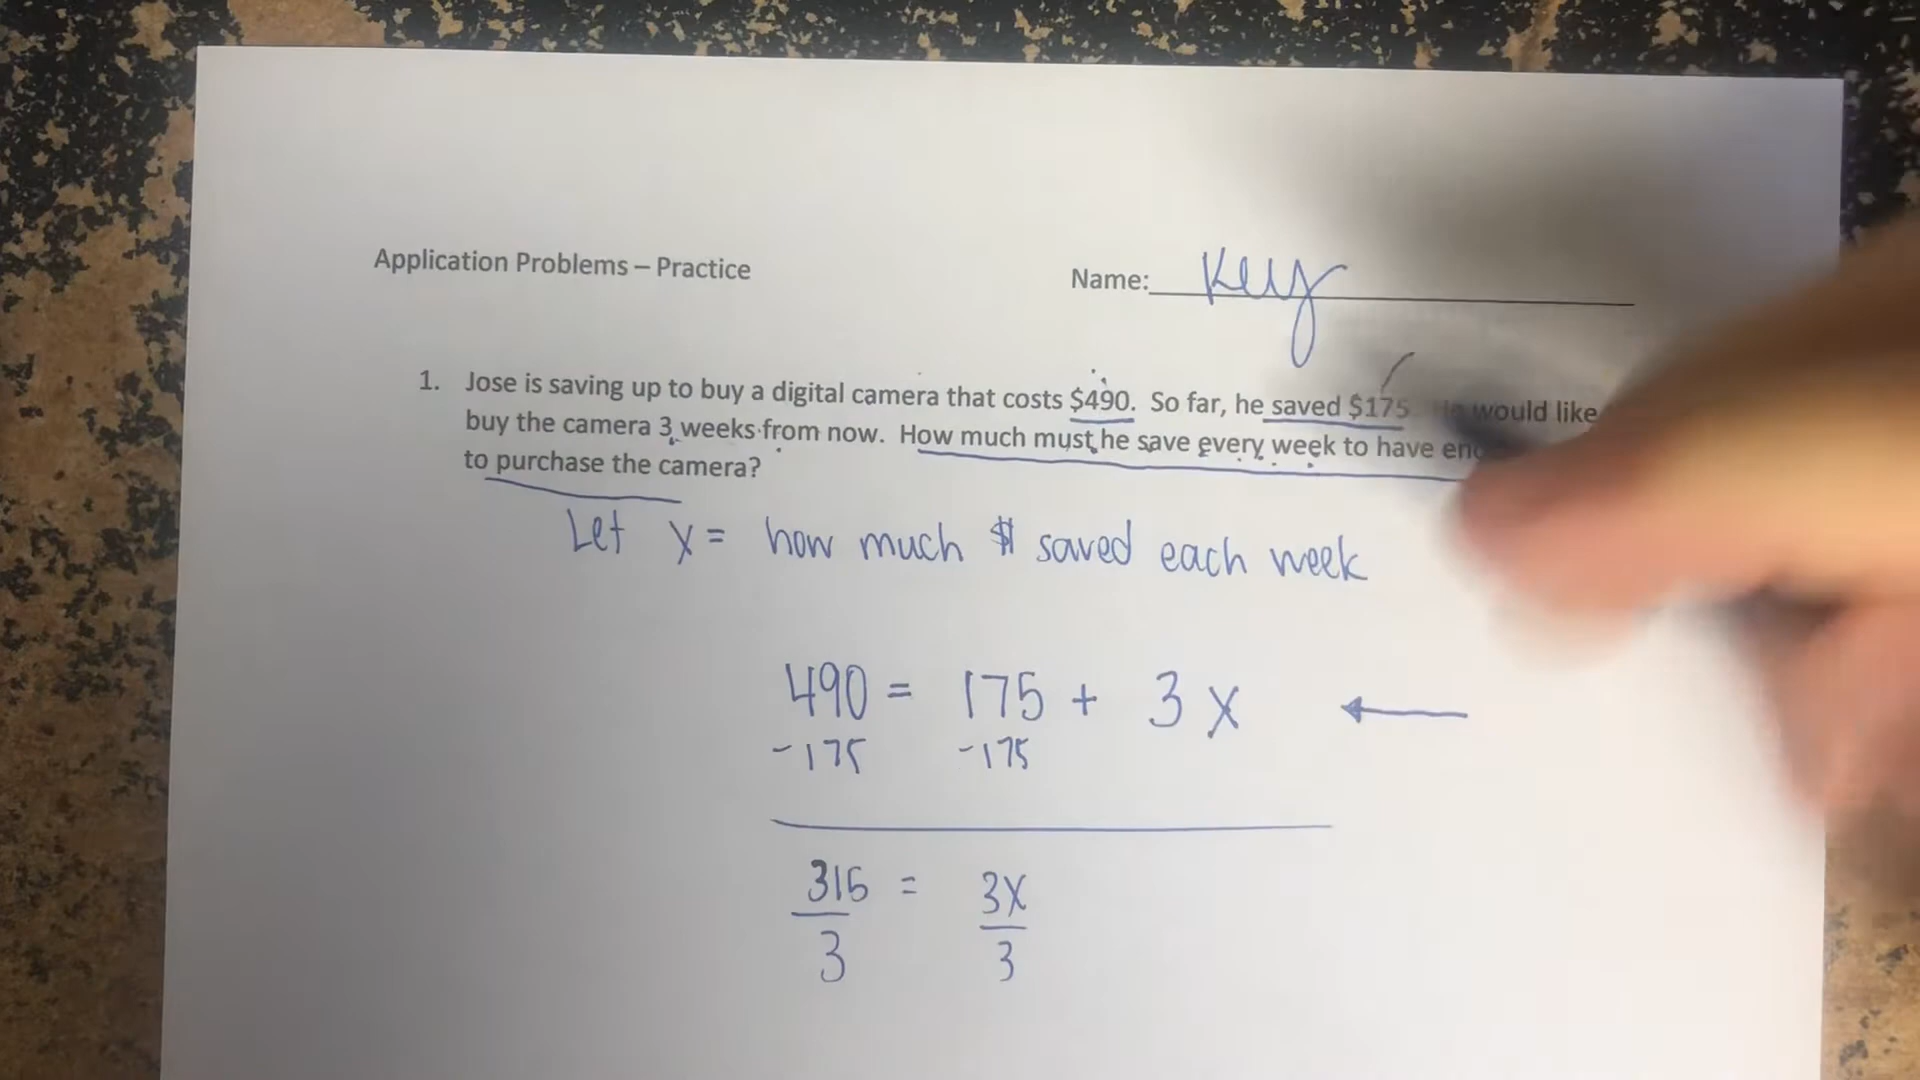 Application Problems – Practice
Name: Key
1. Jose is saving up to buy a digital camera that costs $490. So far, he saved $175 would like
buy the camera 3 weeks from now. How much must he save every week to have
to purchase the camera?
Let x = how much $ saved each week
490 = 175 + 3x
-175 -175
315 = 3x
3 3